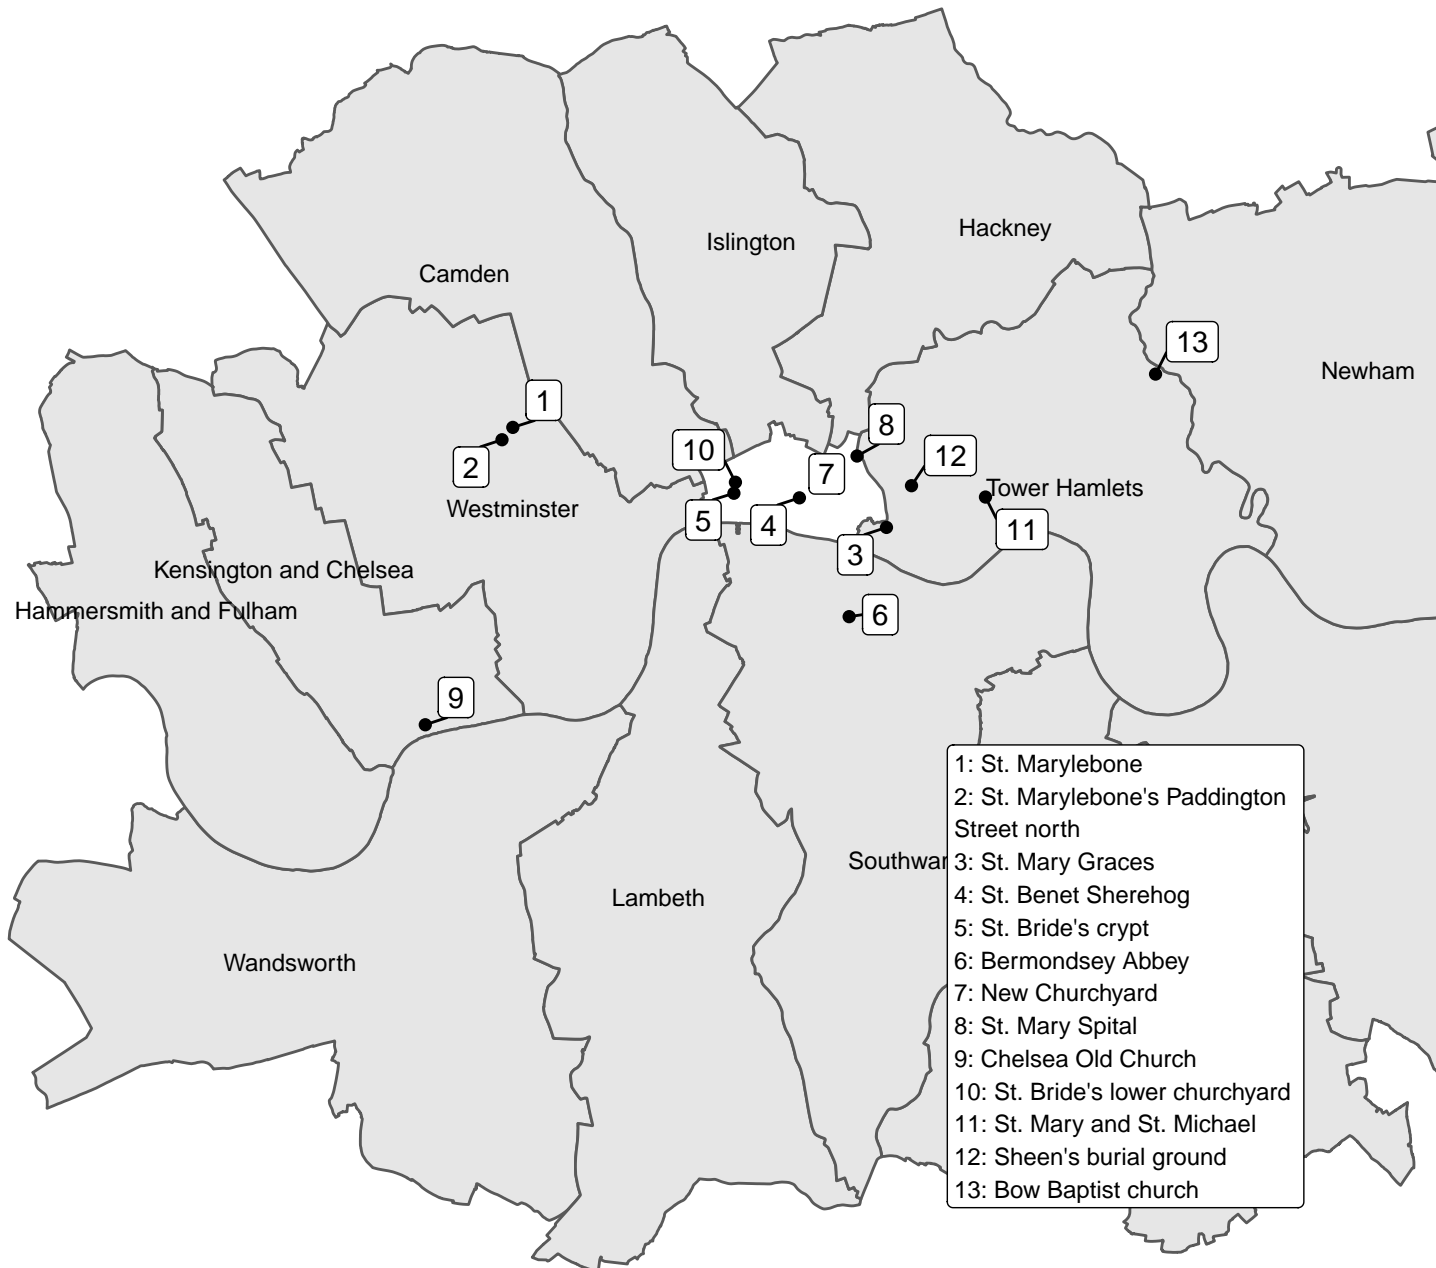 Hackney
Islington
Camden
13
Newham
1
8
10
2
7
12
Tower Hamlets
Westminster
5
4
11
3
Kensington and Chelsea
Hammersmith and Fulham
6
9
1: St. Marylebone
2: St. Marylebone's Paddington
Street north
Southwar
3: St. Mary Graces
4: St. Benet Sherehog
Lambeth
5: St. Bride's crypt
6: Bermondsey Abbey
Wandsworth
7: New Churchyard
8: St. Mary Spital
9: Chelsea Old Church
10: St. Bride's lower churchyard
11: St. Mary and St. Michael
12: Sheen's burial ground
13: Bow Baptist church